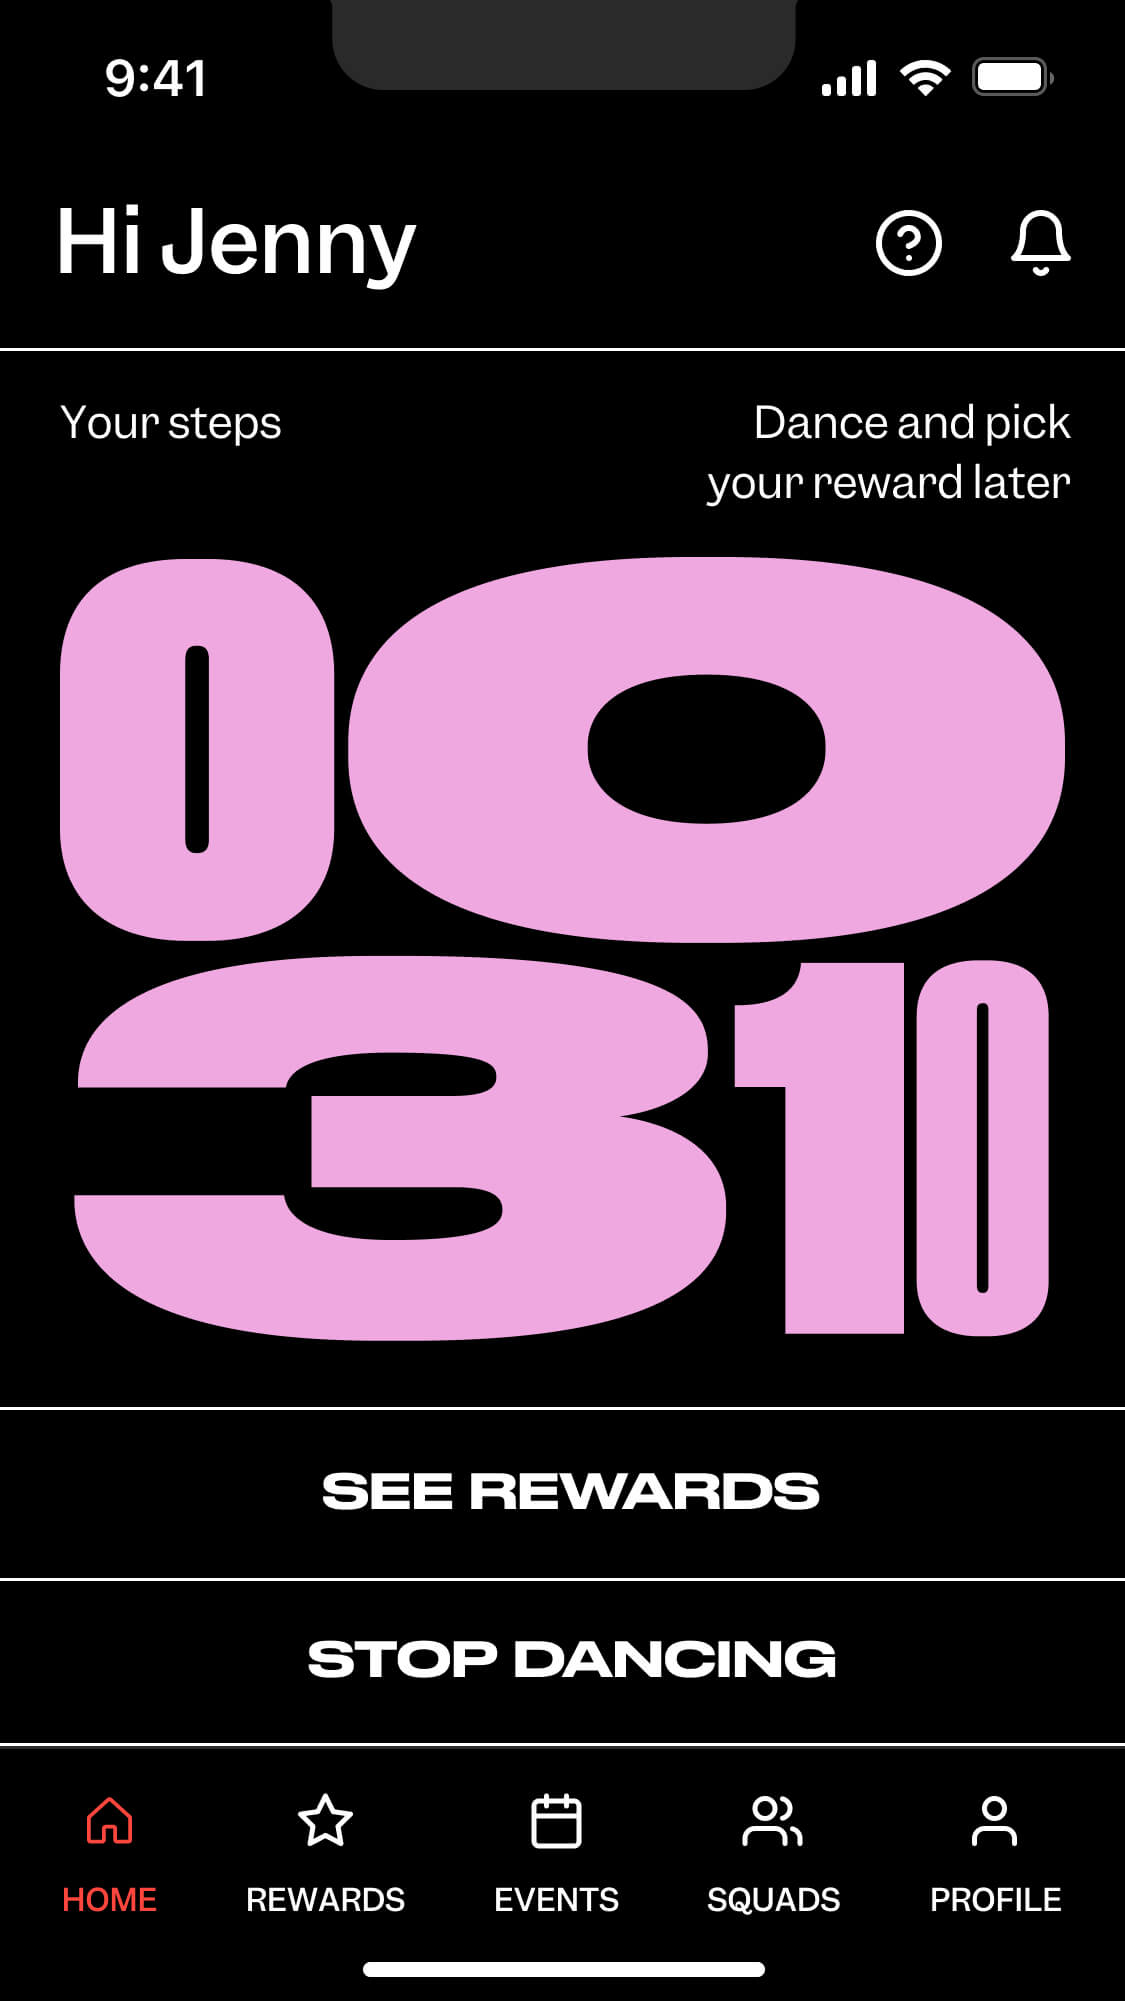 9:41
Hi Jenny
Your steps
Dance and pick
your reward later
00
310
SEE REWARDS
STOP DANCING
HOME REWARDS EVENTS SQUADS PROFILE